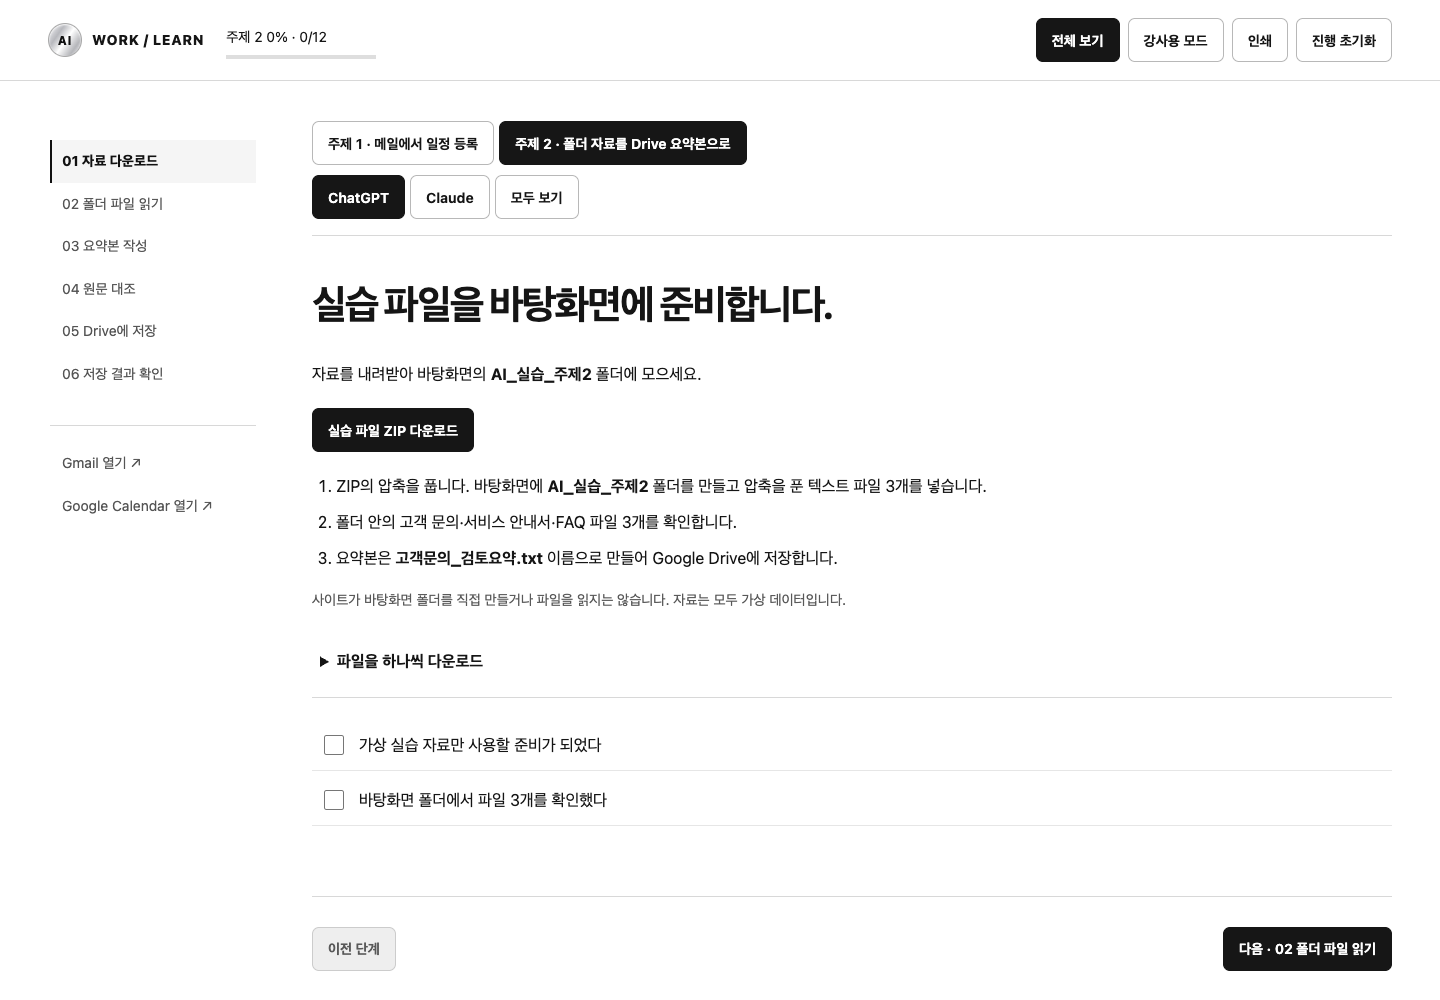 AI WORK / LEARN 주제 2 0% · 0/12
전체 보기 강사용 모드 인쇄 진행 초기화
01 자료 다운로드
02 폴더 파일 읽기
03 요약본 작성
04 원문 대조
05 Drive에 저장
06 저장 결과 확인
Gmail 열기 ↗
Google Calendar 열기 ↗
주제 1 · 메일에서 일정 등록 주제 2 · 폴더 자료를 Drive 요약본으로
ChatGPT Claude 모두 보기
실습 파일을 바탕화면에 준비합니다.
자료를 내려받아 바탕화면의 AI_실습_주제2 폴더에 모으세요.
실습 파일 ZIP 다운로드
1. ZIP의 압축을 풉니다. 바탕화면에 AI_실습_주제2 폴더를 만들고 압축을 푼 텍스트 파일 3개를 넣습니다.
2. 폴더 안의 고객 문의·서비스 안내서·FAQ 파일 3개를 확인합니다.
3. 요약본은 고객문의_검토요약.txt 이름으로 만들어 Google Drive에 저장합니다.
사이트가 바탕화면 폴더를 직접 만들거나 파일을 읽지는 않습니다. 자료는 모두 가상 데이터입니다.
▶ 파일을 하나씩 다운로드
가상 실습 자료만 사용할 준비가 되었다
바탕화면 폴더에서 파일 3개를 확인했다
이전 단계 다음 · 02 폴더 파일 읽기